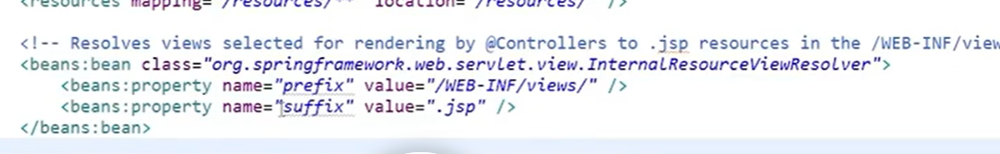 <resources mapping="/resources/**" location="/resources/" />
<!-- Resolves views selected for rendering by @Controllers to .jsp resources in the /WEB-INF/view
<beans:bean class="org.springframework.web.servlet.view.InternalResourceViewResolver">
<beans:property name="prefix" value="/WEB-INF/views/" />
<beans:property name="suffix" value=".jsp" />
</beans:bean>